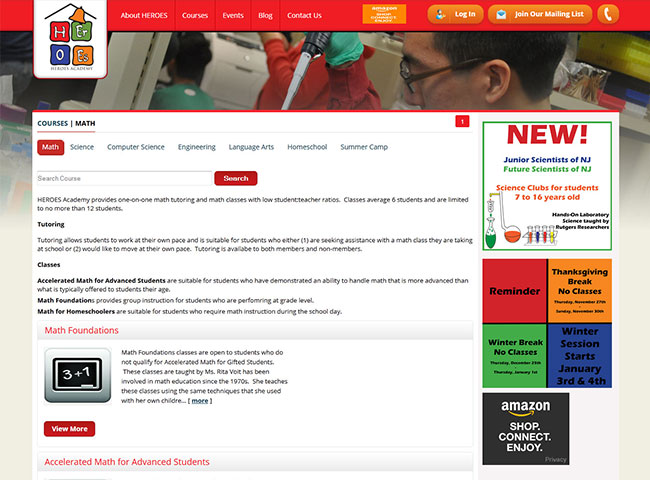 HEROES
HEROES ACADEMY
About HEROES
Courses
Events
Blog
Contact Us
amazon
SHOP.
CONNECT.
ENJOY.
Log In
Join Our Mailing List
COURSES | MATH
1
Math
Science
Computer Science
Engineering
Language Arts
Homeschool
Summer Camp
Search Course
Search
HEROES Academy provides one-on-one math tutoring and math classes with low student:teacher ratios. Classes average 6 students and are limited
to no more than 12 students.
Tutoring
Tutoring allows students to work at their own pace and is suitable for students who either (1) are seeking assistance with a math class they are taking
at school or (2) would like to move at their own pace. Tutoring is availabe to both members and non-members.
Classes
Accelerated Math for Advanced Students are suitable for students who have demonstrated an ability to handle math that is more advanced than
what is typically offered to students their age.
Math Foundations provides group instruction for students who are perfomring at grade level.
Math for Homeschoolers are suitable for students who require math instruction during the school day.
Math Foundations
3+1
Math Foundations classes are open to students who do
not qualify for Accelerated Math for Gifted Students.
These classes are taught by Ms. Rita Voit has been
involved in math education since the 1970s. She teaches
these classes using the same techniques that she used
with her own childre... [ more ]
View More
Accelerated Math for Advanced Students
NEW!
Junior Scientists of NJ
Future Scientists of NJ
Science Clubs for students
7 to 16 years old
Hands-On Laboratory
Science taught by
Rutgers Researchers
Reminder
Thanksgiving
Break
No Classes
Thursday, November 27th -
Sunday, November 30th
Winter Break
No Classes
Thursday, December 25th -
Thursday, January 1st
Winter
Session
Starts
January
3rd & 4th
amazon
SHOP.
CONNECT.
ENJOY.
Privacy